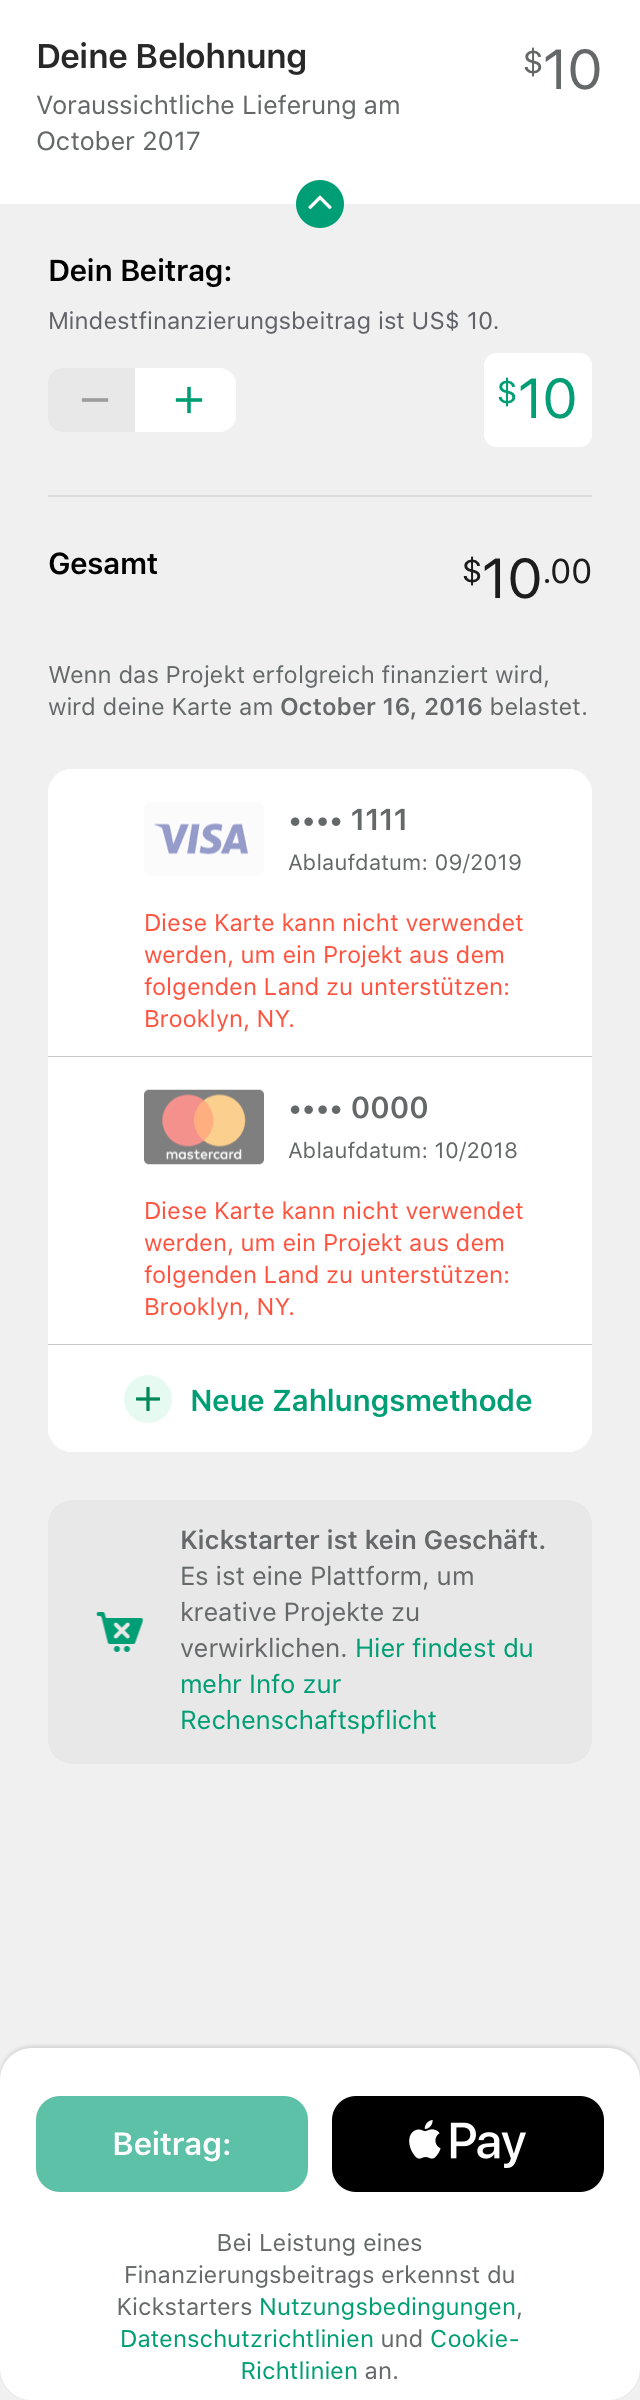 Deine Belohnung
$10
Voraussichtliche Lieferung am
October 2017
Dein Beitrag:
Mindestfinanzierungsbeitrag ist US$ 10.
− +
$10
Gesamt
$10.00
Wenn das Projekt erfolgreich finanziert wird,
wird deine Karte am October 16, 2016 belastet.
VISA
•••• 1111
Ablaufdatum: 09/2019
Diese Karte kann nicht verwendet
werden, um ein Projekt aus dem
folgenden Land zu unterstützen:
Brooklyn, NY.
mastercard
•••• 0000
Ablaufdatum: 10/2018
Diese Karte kann nicht verwendet
werden, um ein Projekt aus dem
folgenden Land zu unterstützen:
Brooklyn, NY.
+ Neue Zahlungsmethode
Kickstarter ist kein Geschäft.
Es ist eine Plattform, um
kreative Projekte zu
verwirklichen. Hier findest du
mehr Info zur
Rechenschaftspflicht
Beitrag:
Pay
Bei Leistung eines
Finanzierungsbeitrags erkennst du
Kickstarters Nutzungsbedingungen,
Datenschutzrichtlinien und Cookie-
Richtlinien an.